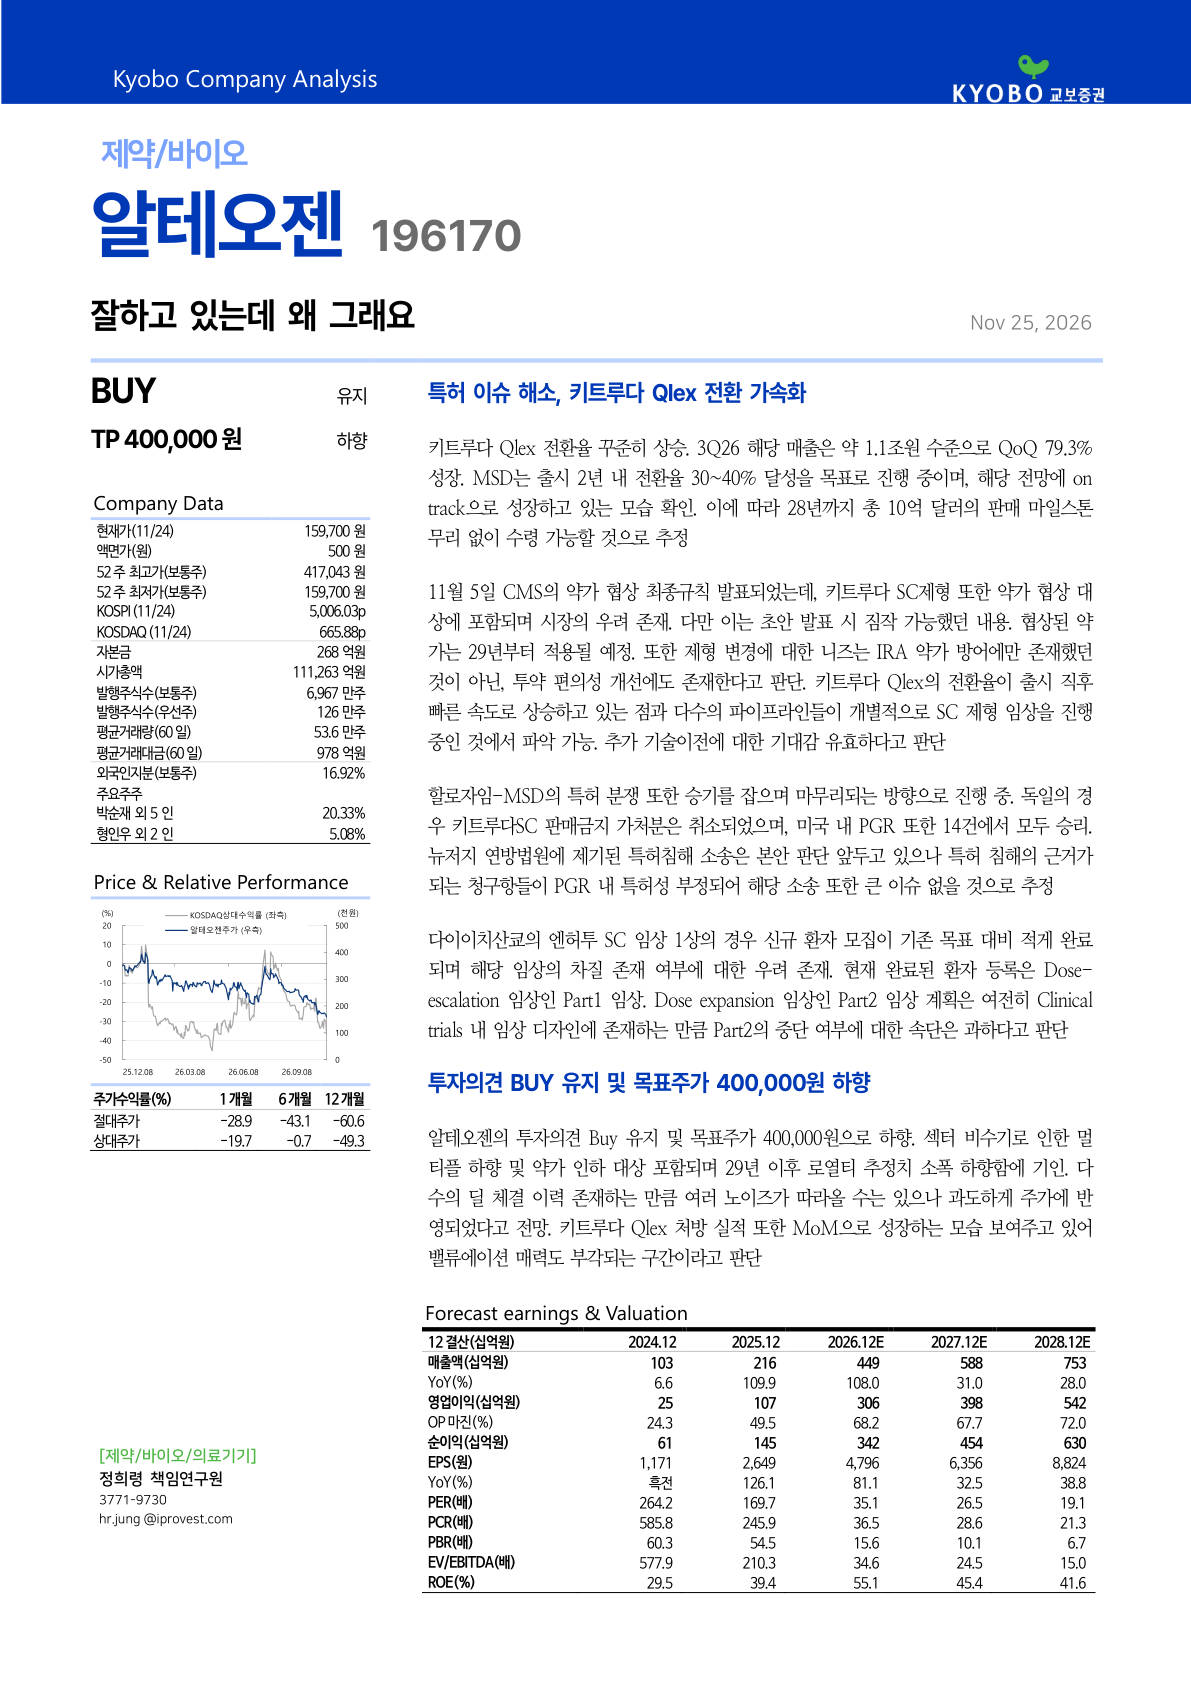 Kyobo Company Analysis
KYOBO 교보증권
제약/바이오
알테오젠 196170
잘하고 있는데 왜 그래요
Nov 25, 2026
BUY 유지
TP 400,000 원 하향
Company Data
현재가(11/24) 159,700 원
액면가(원) 500 원
52 주 최고가(보통주) 417,043 원
52 주 최저가(보통주) 159,700 원
KOSPI (11/24) 5,006.03p
KOSDAQ (11/24) 665.88p
자본금 268 억원
시가총액 111,263 억원
발행주식수(보통주) 6,967 만주
발행주식수(우선주) 126 만주
평균거래량(60 일) 53.6 만주
평균거래대금(60 일) 978 억원
외국인지분(보통주) 16.92%
주요주주
박순재 외 5 인 20.33%
형인우 외 2 인 5.08%
Price & Relative Performance
(%) KOSDAQ상대수익률 (좌측) (천원)
알테오젠주가 (우측)
20 500
10 400
0 300
-10 200
-20 100
-30 0
-40
-50
25.12.08 26.03.08 26.06.08 26.09.08
주가수익률(%) 1 개월 6 개월 12 개월
절대주가 -28.9 -43.1 -60.6
상대주가 -19.7 -0.7 -49.3
[제약/바이오/의료기기]
정희령 책임연구원
3771-9730
hr.jung @iprovest.com
특허 이슈 해소, 키트루다 Qlex 전환 가속화
키트루다 Qlex 전환율 꾸준히 상승. 3Q26 해당 매출은 약 1.1조원 수준으로 QoQ 79.3%
성장. MSD는 출시 2년 내 전환율 30~40% 달성을 목표로 진행 중이며, 해당 전망에 on
track으로 성장하고 있는 모습 확인. 이에 따라 28년까지 총 10억 달러의 판매 마일스톤
무리 없이 수령 가능할 것으로 추정
11월 5일 CMS의 약가 협상 최종규칙 발표되었는데, 키트루다 SC제형 또한 약가 협상 대
상에 포함되며 시장의 우려 존재. 다만 이는 초안 발표 시 짐작 가능했던 내용. 협상된 약
가는 29년부터 적용될 예정. 또한 제형 변경에 대한 니즈는 IRA 약가 방어에만 존재했던
것이 아닌, 투약 편의성 개선에도 존재한다고 판단. 키트루다 Qlex의 전환율이 출시 직후
빠른 속도로 상승하고 있는 점과 다수의 파이프라인들이 개별적으로 SC 제형 임상을 진행
중인 것에서 파악 가능. 추가 기술이전에 대한 기대감 유효하다고 판단
할로자임-MSD의 특허 분쟁 또한 승기를 잡으며 마무리되는 방향으로 진행 중. 독일의 경
우 키트루다SC 판매금지 가처분은 취소되었으며, 미국 내 PGR 또한 14건에서 모두 승리.
뉴저지 연방법원에 제기된 특허침해 소송은 본안 판단 앞두고 있으나 특허 침해의 근거가
되는 청구항들이 PGR 내 특허성 부정되어 해당 소송 또한 큰 이슈 없을 것으로 추정
다이이치산쿄의 엔허투 SC 임상 1상의 경우 신규 환자 모집이 기존 목표 대비 적게 완료
되며 해당 임상의 차질 존재 여부에 대한 우려 존재. 현재 완료된 환자 등록은 Dose-
escalation 임상인 Part1 임상. Dose expansion 임상인 Part2 임상 계획은 여전히 Clinical
trials 내 임상 디자인에 존재하는 만큼 Part2의 중단 여부에 대한 속단은 과하다고 판단
투자의견 BUY 유지 및 목표주가 400,000원 하향
알테오젠의 투자의견 Buy 유지 및 목표주가 400,000원으로 하향. 섹터 비수기로 인한 멀
티플 하향 및 약가 인하 대상 포함되며 29년 이후 로열티 추정치 소폭 하향함에 기인. 다
수의 딜 체결 이력 존재하는 만큼 여러 노이즈가 따라올 수는 있으나 과도하게 주가에 반
영되었다고 전망. 키트루다 Qlex 처방 실적 또한 MoM으로 성장하는 모습 보여주고 있어
밸류에이션 매력도 부각되는 구간이라고 판단
Forecast earnings & Valuation
12 결산(십억원) 2024.12 2025.12 2026.12E 2027.12E 2028.12E
매출액(십억원) 103 216 449 588 753
YoY(%) 6.6 109.9 108.0 31.0 28.0
영업이익(십억원) 25 107 306 398 542
OP 마진(%) 24.3 49.5 68.2 67.7 72.0
순이익(십억원) 61 145 342 454 630
EPS(원) 1,171 2,649 4,796 6,356 8,824
YoY(%) 흑전 126.1 81.1 32.5 38.8
PER(배) 264.2 169.7 35.1 26.5 19.1
PCR(배) 585.8 245.9 36.5 28.6 21.3
PBR(배) 60.3 54.5 15.6 10.1 6.7
EV/EBITDA(배) 577.9 210.3 34.6 24.5 15.0
ROE(%) 29.5 39.4 55.1 45.4 41.6